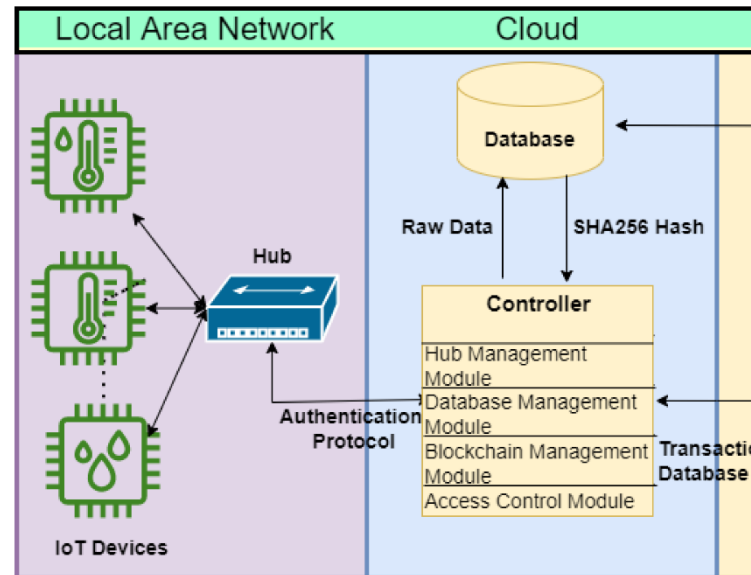 Local Area Network
Cloud
Database
Raw Data
SHA256 Hash
Hub
Controller
Hub Management
Module
Database Management
Module
Blockchain Management
Module
Access Control Module
Authentication
Protocol
Database
IoT Devices